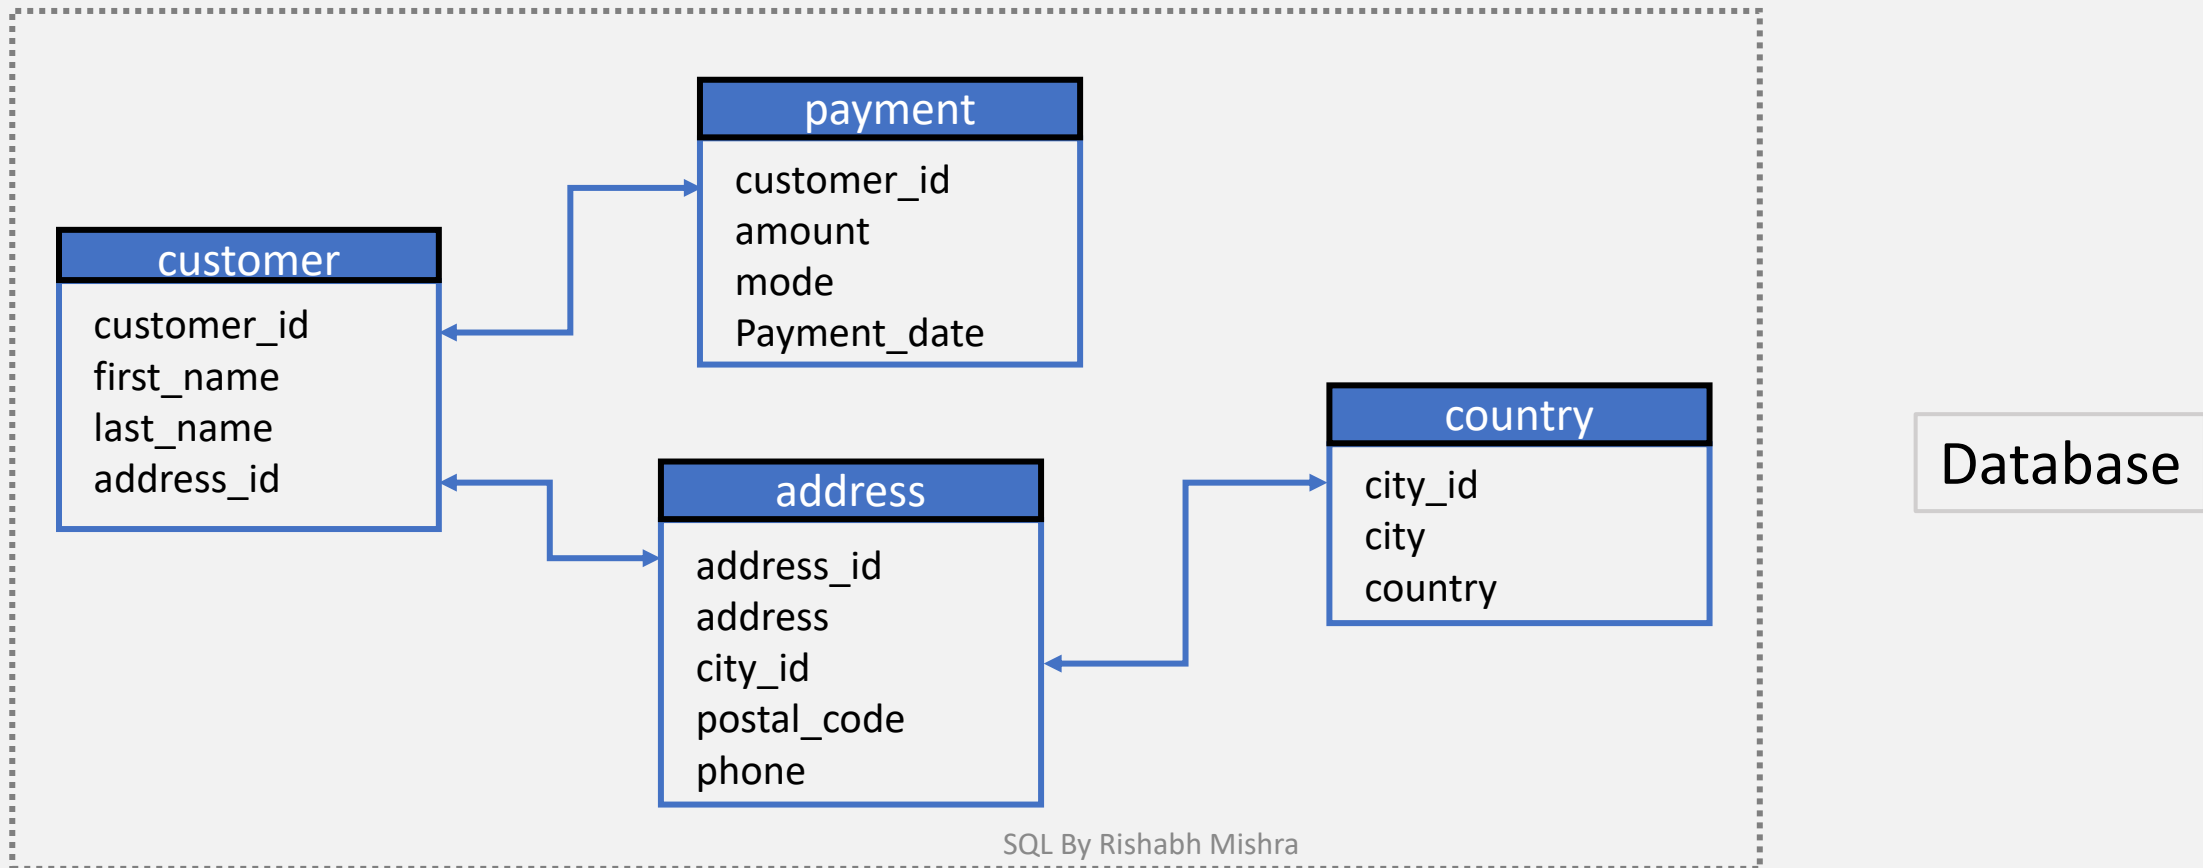 payment
customer_id
amount
mode
Payment_date
customer
customer_id
first_name
last_name
address_id
address
address_id
address
city_id
postal_code
phone
country
city_id
city
country
Database
SQL By Rishabh Mishra